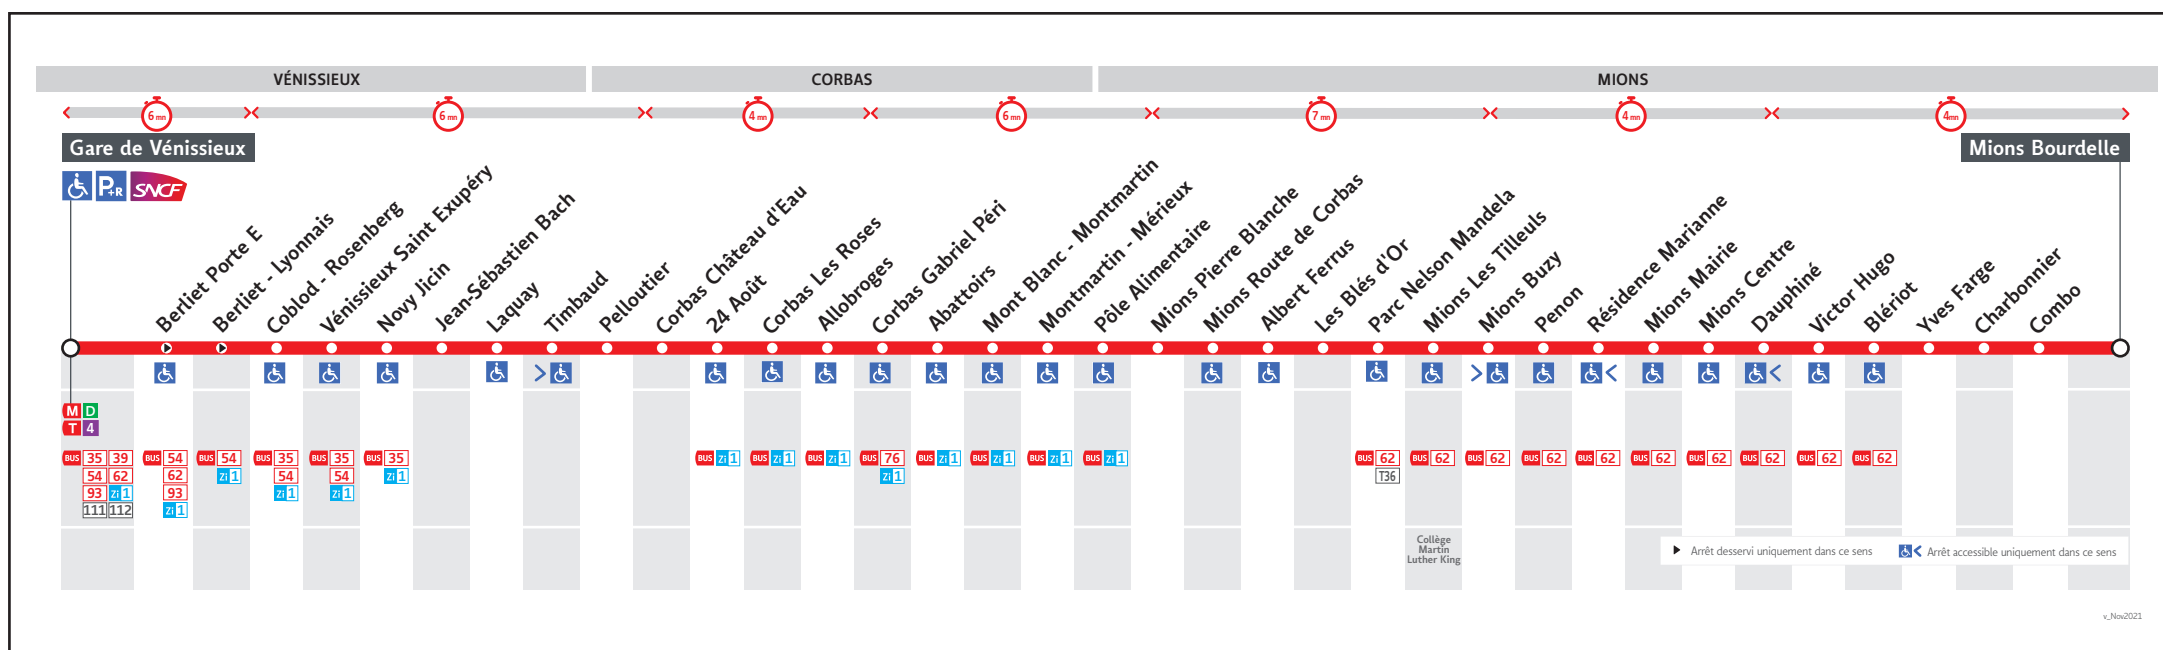 VÉNISSIEUX
CORBAS
MIONS
6 mn
6 mn
4 mn
6 mn
7 mn
4 mn
4mn
Gare de Vénissieux
Mions Bourdelle
P+R
SNCF
Berliet Porte E
Berliet - Lyonnais
Coblod - Rosenberg
Vénissieux Saint Exupéry
Novy Jicin
Jean-Sébastien Bach
Laquay
Timbaud
Pelloutier
Corbas Château d'Eau
24 Août
Corbas Les Roses
Allobroges
Corbas Gabriel Péri
Abattoirs
Mont Blanc - Montmartin
Montmartin - Mérieux
Pôle Alimentaire
Mions Pierre Blanche
Mions Route de Corbas
Albert Ferrus
Les Blés d'Or
Parc Nelson Mandela
Mions Les Tilleuls
Mions Buzy
Penon
Résidence Marianne
Mions Mairie
Mions Centre
Dauphiné
Victor Hugo
Blériot
Yves Farge
Charbonnier
Combo
M D
T 4
BUS 35 39
54 62
93 Zi 1
111 112
BUS 54
62
93
Zi 1
BUS 54
Zi 1
BUS 35
54
Zi 1
BUS 35
54
Zi 1
BUS 35
Zi 1
BUS Zi 1
BUS Zi 1
BUS Zi 1
BUS 76
Zi 1
BUS Zi 1
BUS Zi 1
BUS Zi 1
BUS Zi 1
BUS 62
T36
BUS 62
BUS 62
BUS 62
BUS 62
BUS 62
BUS 62
BUS 62
BUS 62
BUS 62
Collège
Martin
Luther King
Arrêt desservi uniquement dans ce sens
Arrêt accessible uniquement dans ce sens
v_Nov2021